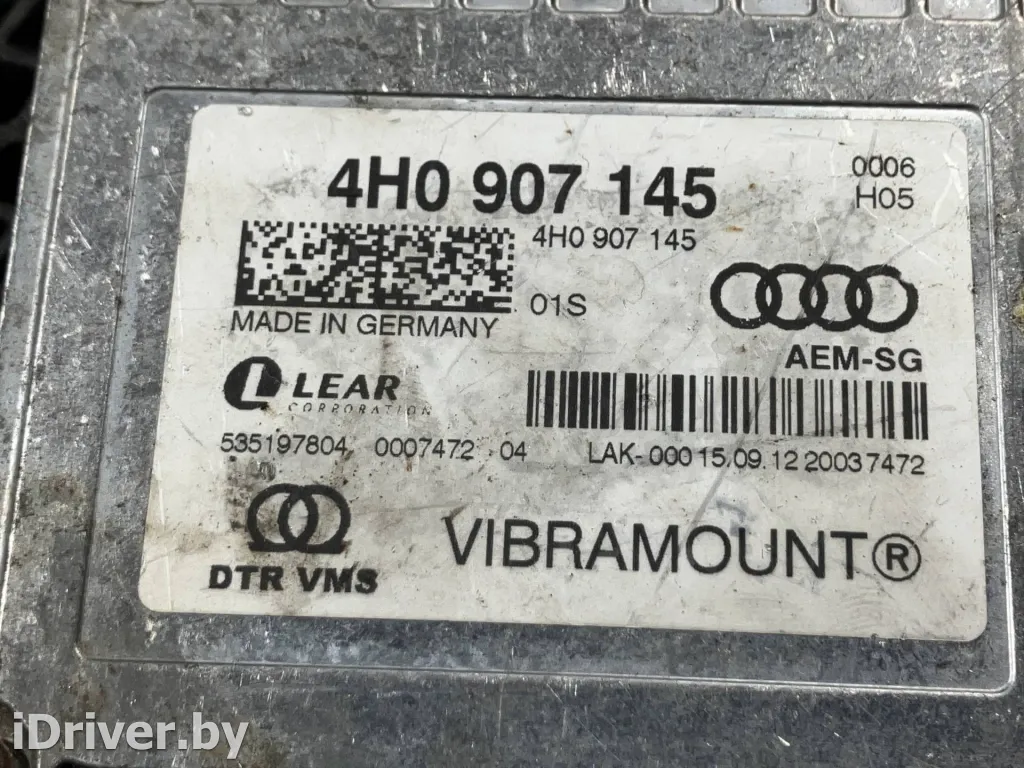 4H0 907 145
0006
H05
4H0 907 145
01S
MADE IN GERMANY
AEM-SG
LEAR
CORPORATION
535197804 0007472 04
LAK-000 15.09.12 20037472
VIBRAMOUNT®
DTR VMS
iDriver.by